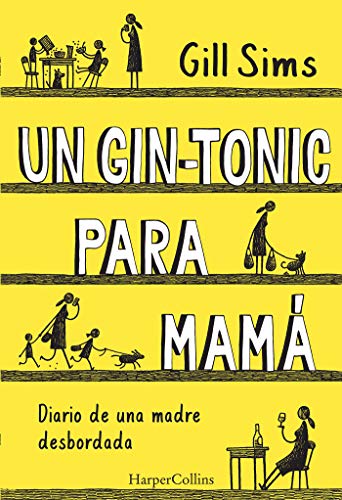 Gill Sims
UN GIN-TONIC
PARA
MAMÁ
Diario de una madre
desbordada
HarperCollins